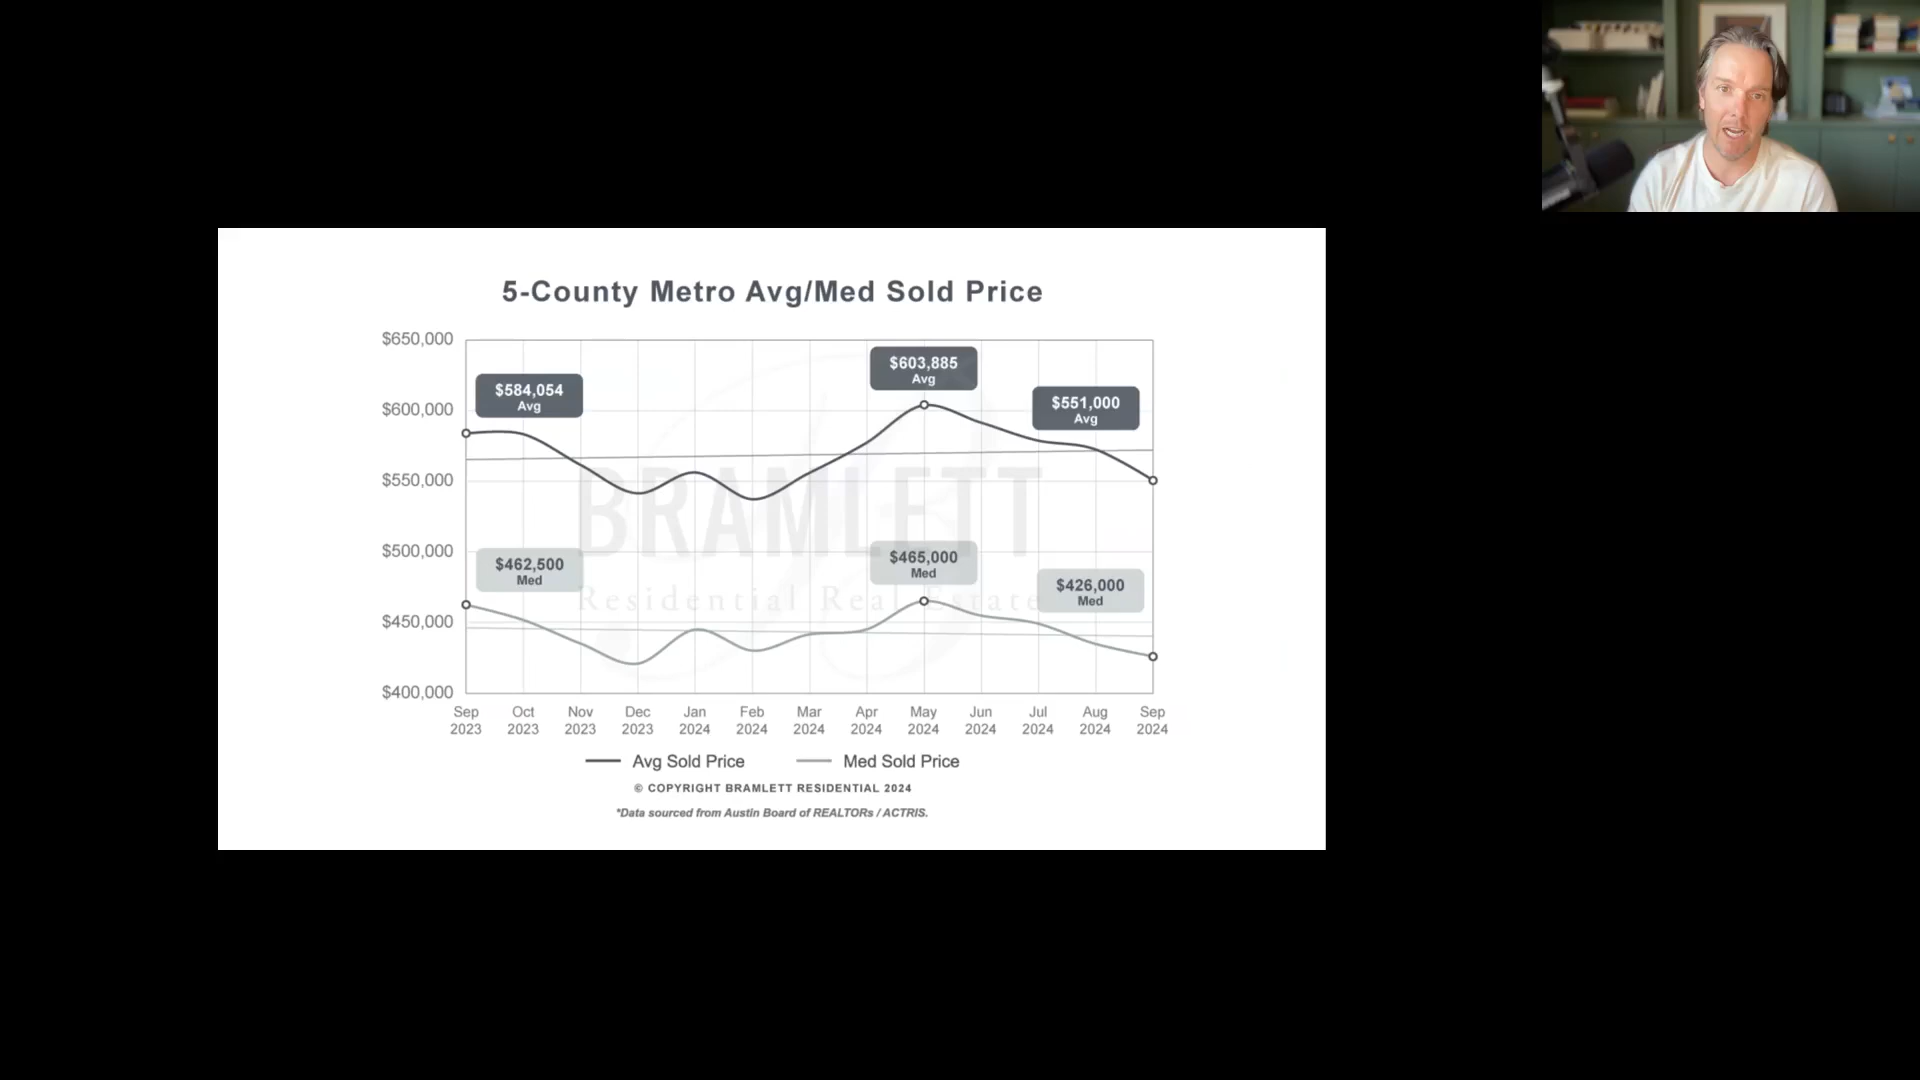 5-County Metro Avg/Med Sold Price
$650,000
$600,000
$550,000
$500,000
$450,000
$400,000
$584,054
Avg
$603,885
Avg
$551,000
Avg
$462,500
Med
$465,000
Med
$426,000
Med
BRAMLETT
Residential Real Estate
Sep 2023
Oct 2023
Nov 2023
Dec 2023
Jan 2024
Feb 2024
Mar 2024
Apr 2024
May 2024
Jun 2024
Jul 2024
Aug 2024
Sep 2024
Avg Sold Price
Med Sold Price
© COPYRIGHT BRAMLETT RESIDENTIAL 2024
*Data sourced from Austin Board of REALTORs / ACTRIS.